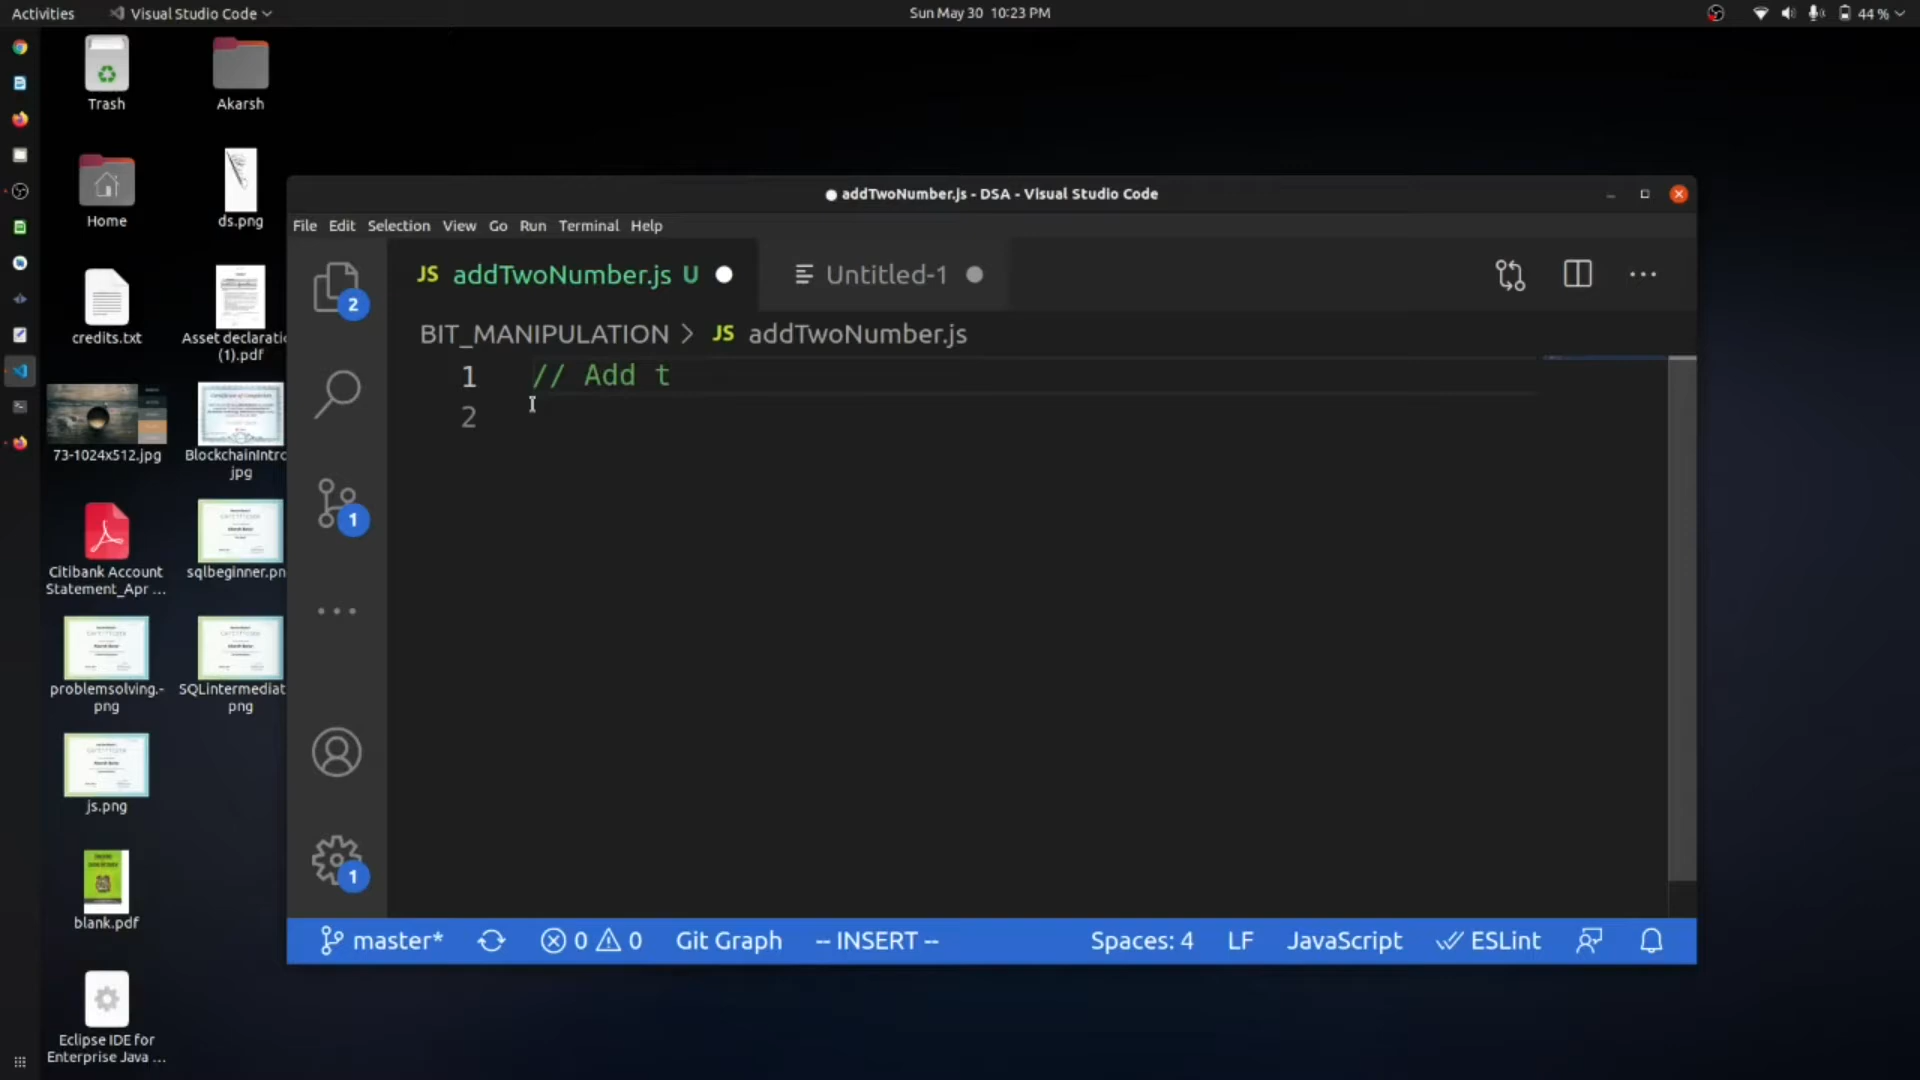 Activities
Visual Studio Code
Sun May 30 10:23 PM
44 %
Trash
Akarsh
Home
ds.png
credits.txt
Asset declarati
(1).pdf
73-1024x512.jpg
BlockchainIntro
jpg
Citibank Account
Statement_Apr ...
sqlbeginner.pn
problemsolving.-
png
SQLintermediat
png
js.png
blank.pdf
Eclipse IDE for
Enterprise Java ...
● addTwoNumber.js - DSA - Visual Studio Code
File Edit Selection View Go Run Terminal Help
JS addTwoNumber.js U
Untitled-1
BIT_MANIPULATION > JS addTwoNumber.js
1 // Add t
2
2
1
1
master* 0 0 Git Graph -- INSERT -- Spaces: 4 LF JavaScript ESLint